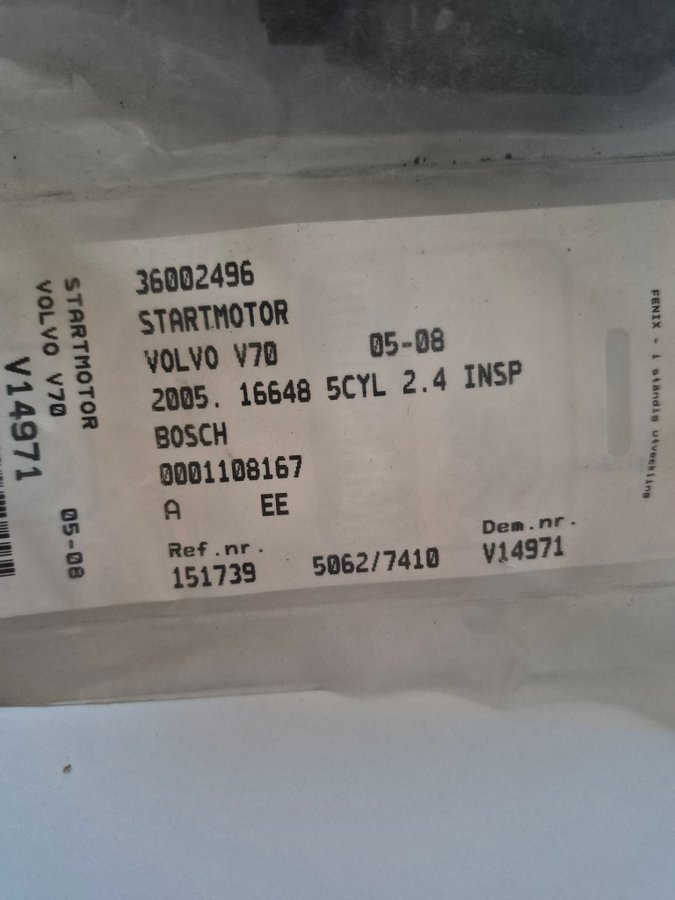 36002496
STARTMOTOR
VOLVO V70 05-08
2005. 16648 5CYL 2.4 INSP
BOSCH
0001108167
A EE
Ref.nr. Dem.nr.
151739 5062/7410 V14971
STARTMOTOR
VOLVO V70 05-08
V14971
FENIX - i ständig utveckling